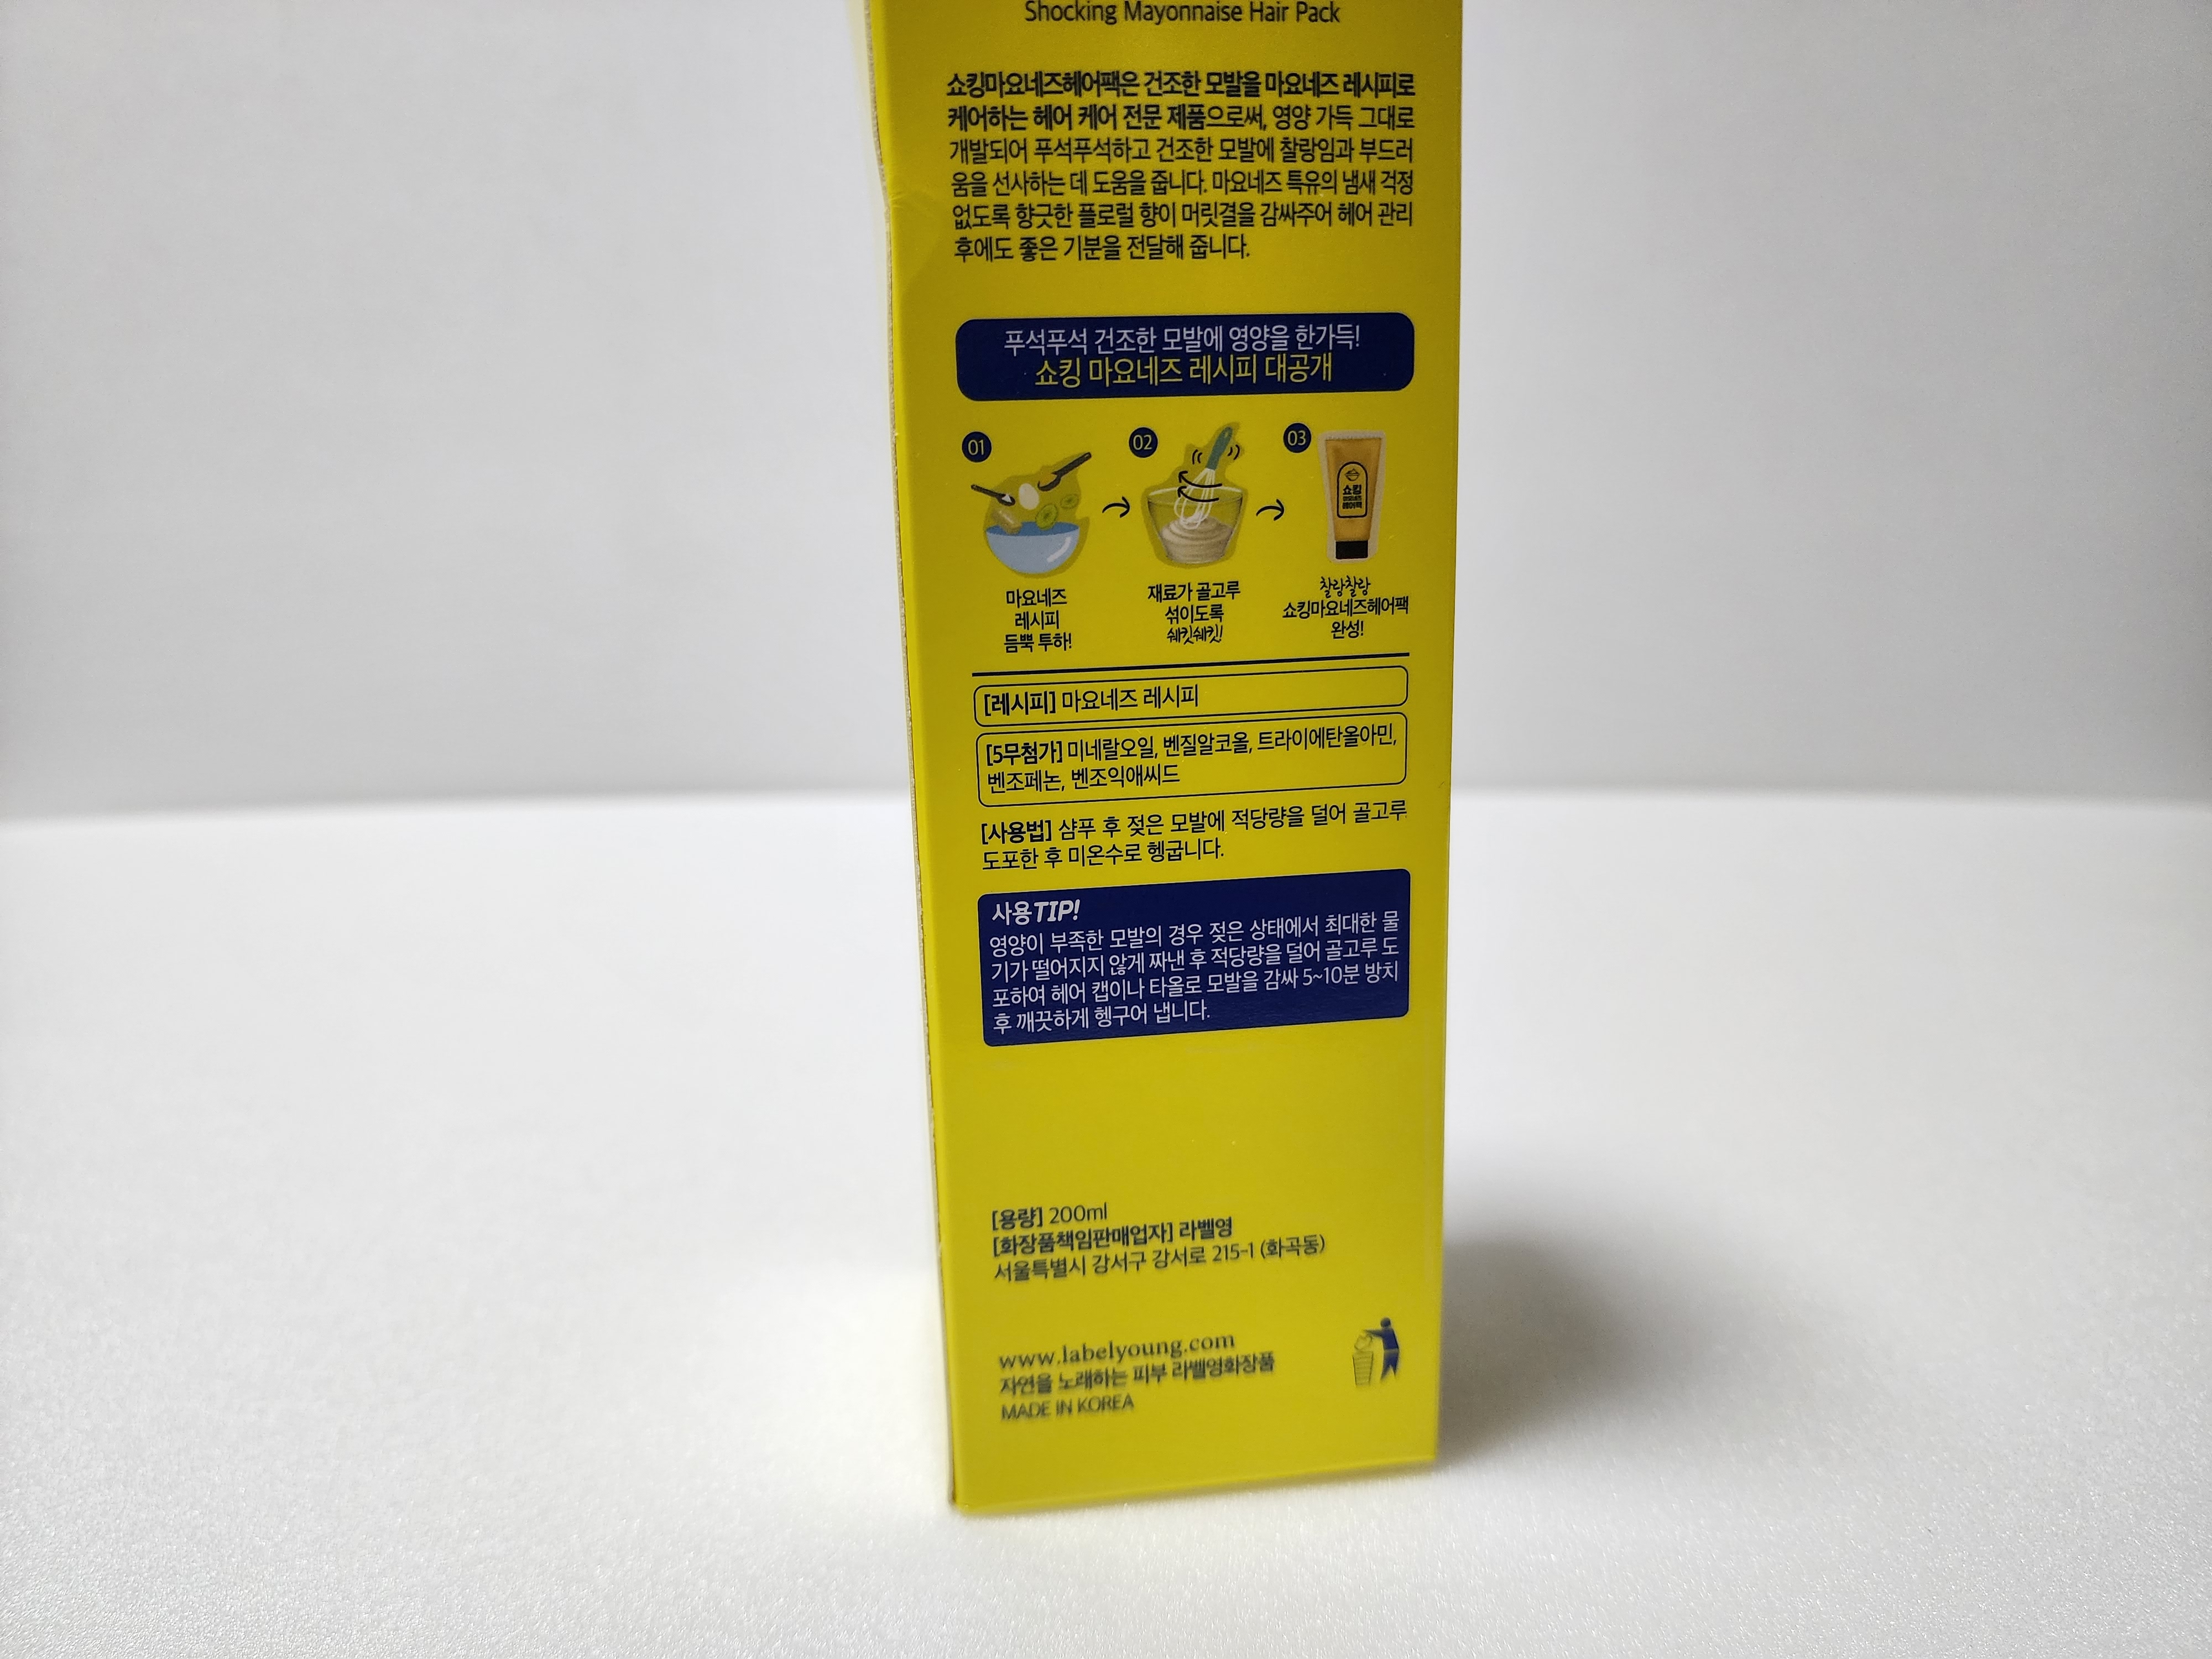 Shocking Mayonnaise Hair Pack
쇼킹마요네즈헤어팩은 건조한 모발을 마요네즈 레시피로
케어하는 헤어 케어 전문 제품으로써, 영양 가득 그대로
개발되어 푸석푸석하고 건조한 모발에 찰랑임과 부드러
움을 선사하는 데 도움을 줍니다. 마요네즈 특유의 냄새 걱정
없도록 향긋한 플로럴 향이 머릿결을 감싸주어 헤어 관리
후에도 좋은 기분을 전달해 줍니다.
푸석푸석 건조한 모발에 영양을 한가득!
쇼킹 마요네즈 레시피 대공개
01
마요네즈
레시피
듬뿍 투하!
02
재료가 골고루
섞이도록
쉐킷쉐킷!
03
쇼킹
마요네즈
헤어팩
찰랑찰랑
쇼킹마요네즈헤어팩
완성!
[레시피] 마요네즈 레시피
[5무첨가] 미네랄오일, 벤질알코올, 트라이에탄올아민,
벤조페논, 벤조익애씨드
[사용법] 샴푸 후 젖은 모발에 적당량을 덜어 골고루
도포한 후 미온수로 헹굽니다.
사용TIP!
영양이 부족한 모발의 경우 젖은 상태에서 최대한 물
기가 떨어지지 않게 짜낸 후 적당량을 덜어 골고루 도
포하여 헤어 캡이나 타올로 모발을 감싸 5~10분 방치
후 깨끗하게 헹구어 냅니다.
[용량] 200ml
[화장품책임판매업자] 라벨영
서울특별시 강서구 강서로 215-1 (화곡동)
www.labelyoung.com
자연을 노래하는 피부 라벨영화장품
MADE IN KOREA